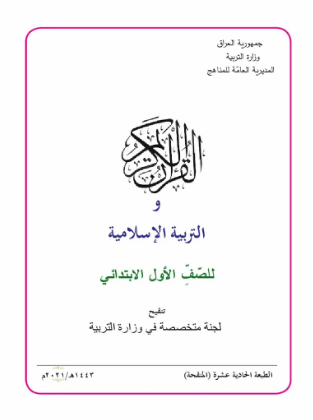 جمهورية العراق
وزارة التربية
المديرية العامة للمناهج
القرآن الكريم
و
التربية الإسلامية
للصّفِّ الأول الابتدائي
تنقيح
لجنة متخصصة في وزارة التربية
الطبعة الحادية عشرة (المنقحة)
١٤٤٣هـ/٢٠٢١م